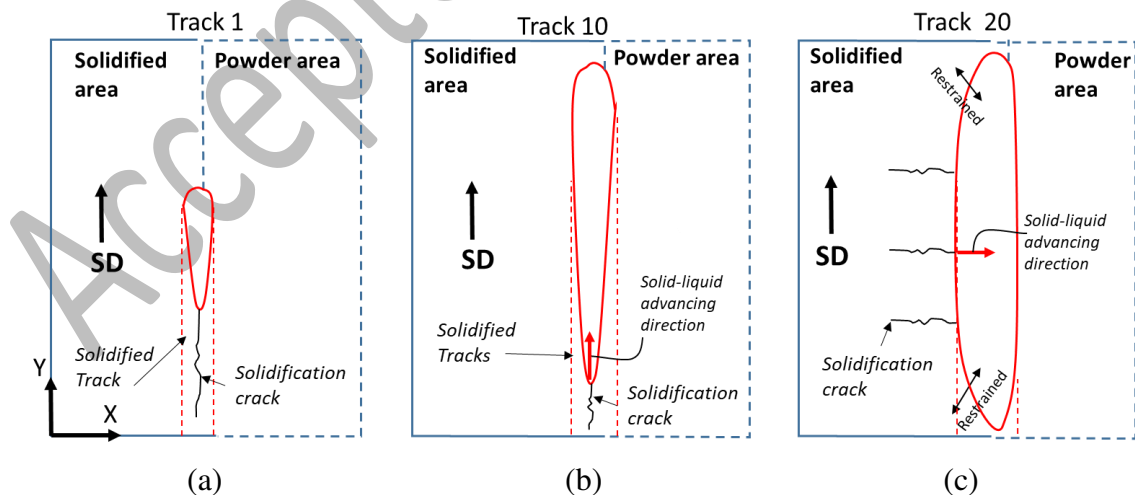 Track 1
Solidified
area
Powder area
SD
Solidified
Track
Solidification
crack
Y
X
(a)
Track 10
Solidified
area
Powder area
SD
Solid-liquid
advancing
direction
Solidified
Tracks
Solidification
crack
(b)
Track 20
Solidified
area
Powder
area
Restrained
SD
Solid-liquid
advancing
direction
Solidification
crack
Restrained
(c)
Accept